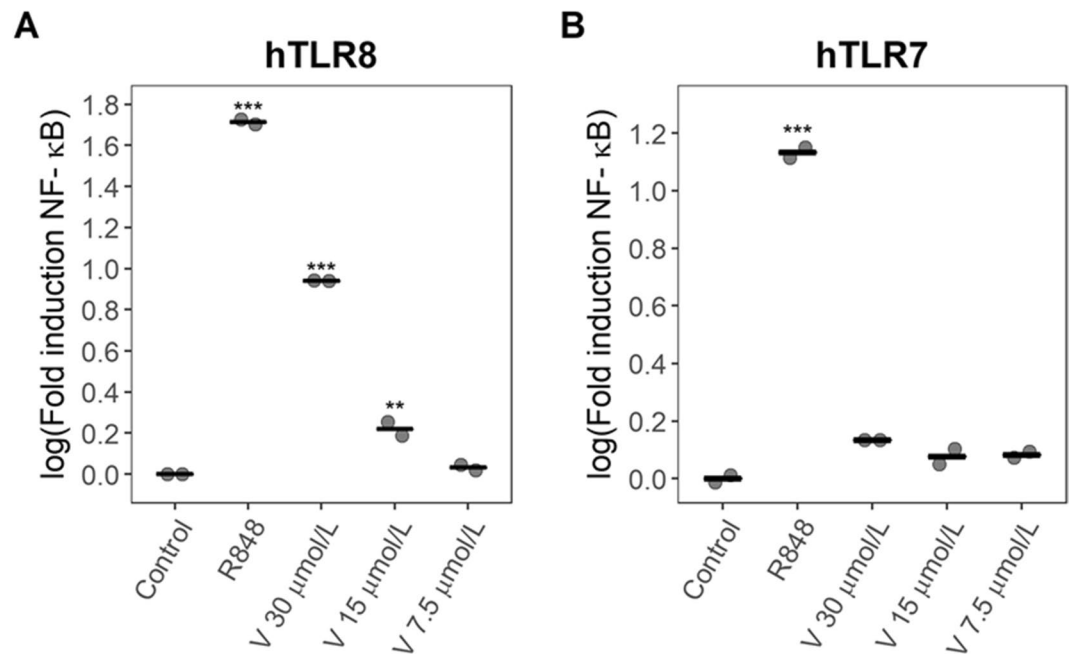 A
hTLR8
log(Fold induction NF- κB)
1.8
1.6
1.4
1.2
1.0
0.8
0.6
0.4
0.2
0.0
***
***
**
Control
R848
V 30 μmol/L
V 15 μmol/L
V 7.5 μmol/L
B
hTLR7
log(Fold induction NF- κB)
1.2
1.0
0.8
0.6
0.4
0.2
0.0
***
Control
R848
V 30 μmol/L
V 15 μmol/L
V 7.5 μmol/L